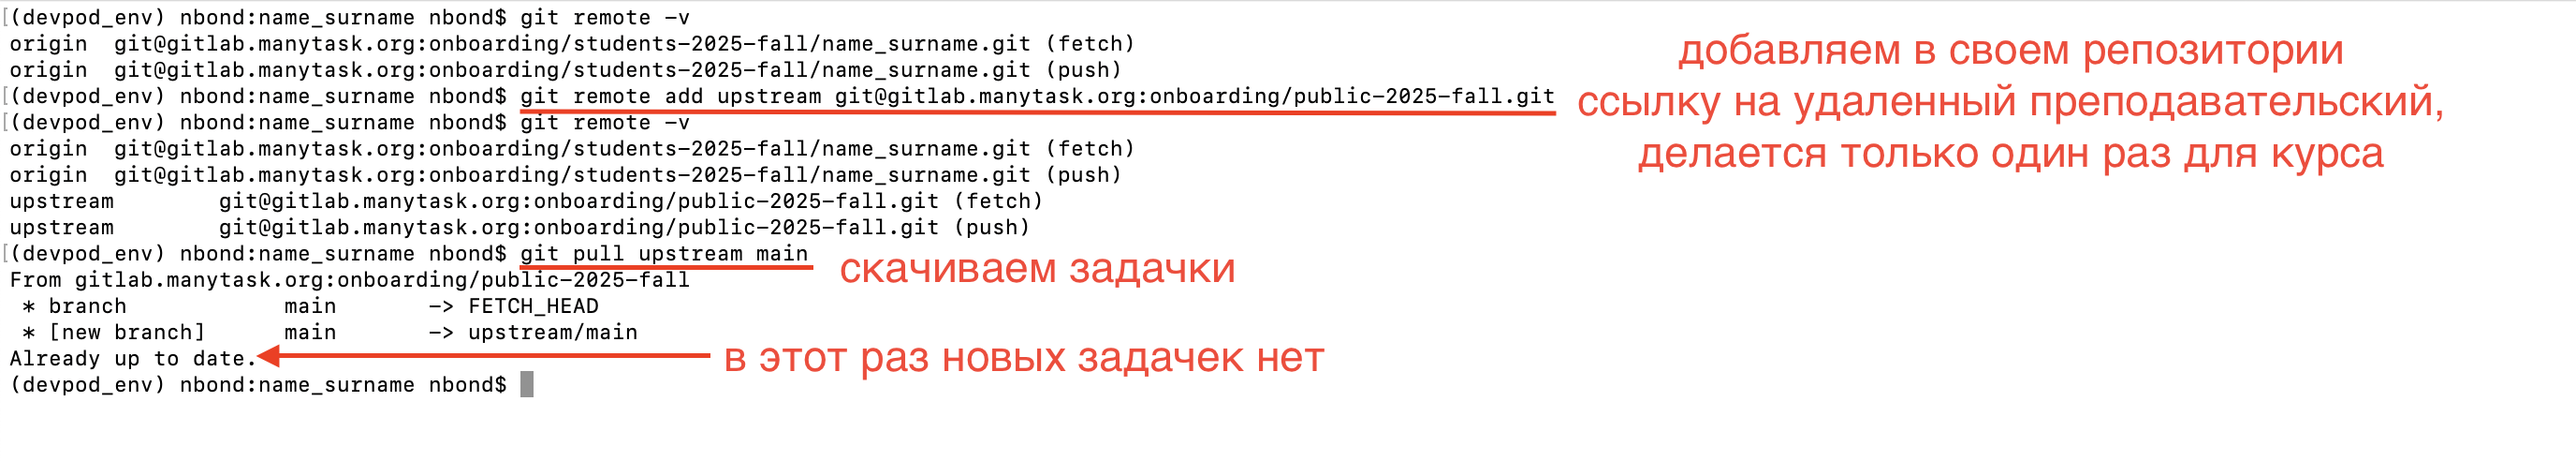 (devpod_env) nbond:name_surname nbond$ git remote -v
origin  git@gitlab.manytask.org:onboarding/students-2025-fall/name_surname.git (fetch)
origin  git@gitlab.manytask.org:onboarding/students-2025-fall/name_surname.git (push)
(devpod_env) nbond:name_surname nbond$ git remote add upstream git@gitlab.manytask.org:onboarding/public-2025-fall.git
добавляем в своем репозитории
ссылку на удаленный преподавательский,
делается только один раз для курса
(devpod_env) nbond:name_surname nbond$ git remote -v
origin  git@gitlab.manytask.org:onboarding/students-2025-fall/name_surname.git (fetch)
origin  git@gitlab.manytask.org:onboarding/students-2025-fall/name_surname.git (push)
upstream        git@gitlab.manytask.org:onboarding/public-2025-fall.git (fetch)
upstream        git@gitlab.manytask.org:onboarding/public-2025-fall.git (push)
(devpod_env) nbond:name_surname nbond$ git pull upstream main
скачиваем задачки
From gitlab.manytask.org:onboarding/public-2025-fall
 * branch            main       -> FETCH_HEAD
 * [new branch]      main       -> upstream/main
Already up to date.
в этот раз новых задачек нет
(devpod_env) nbond:name_surname nbond$